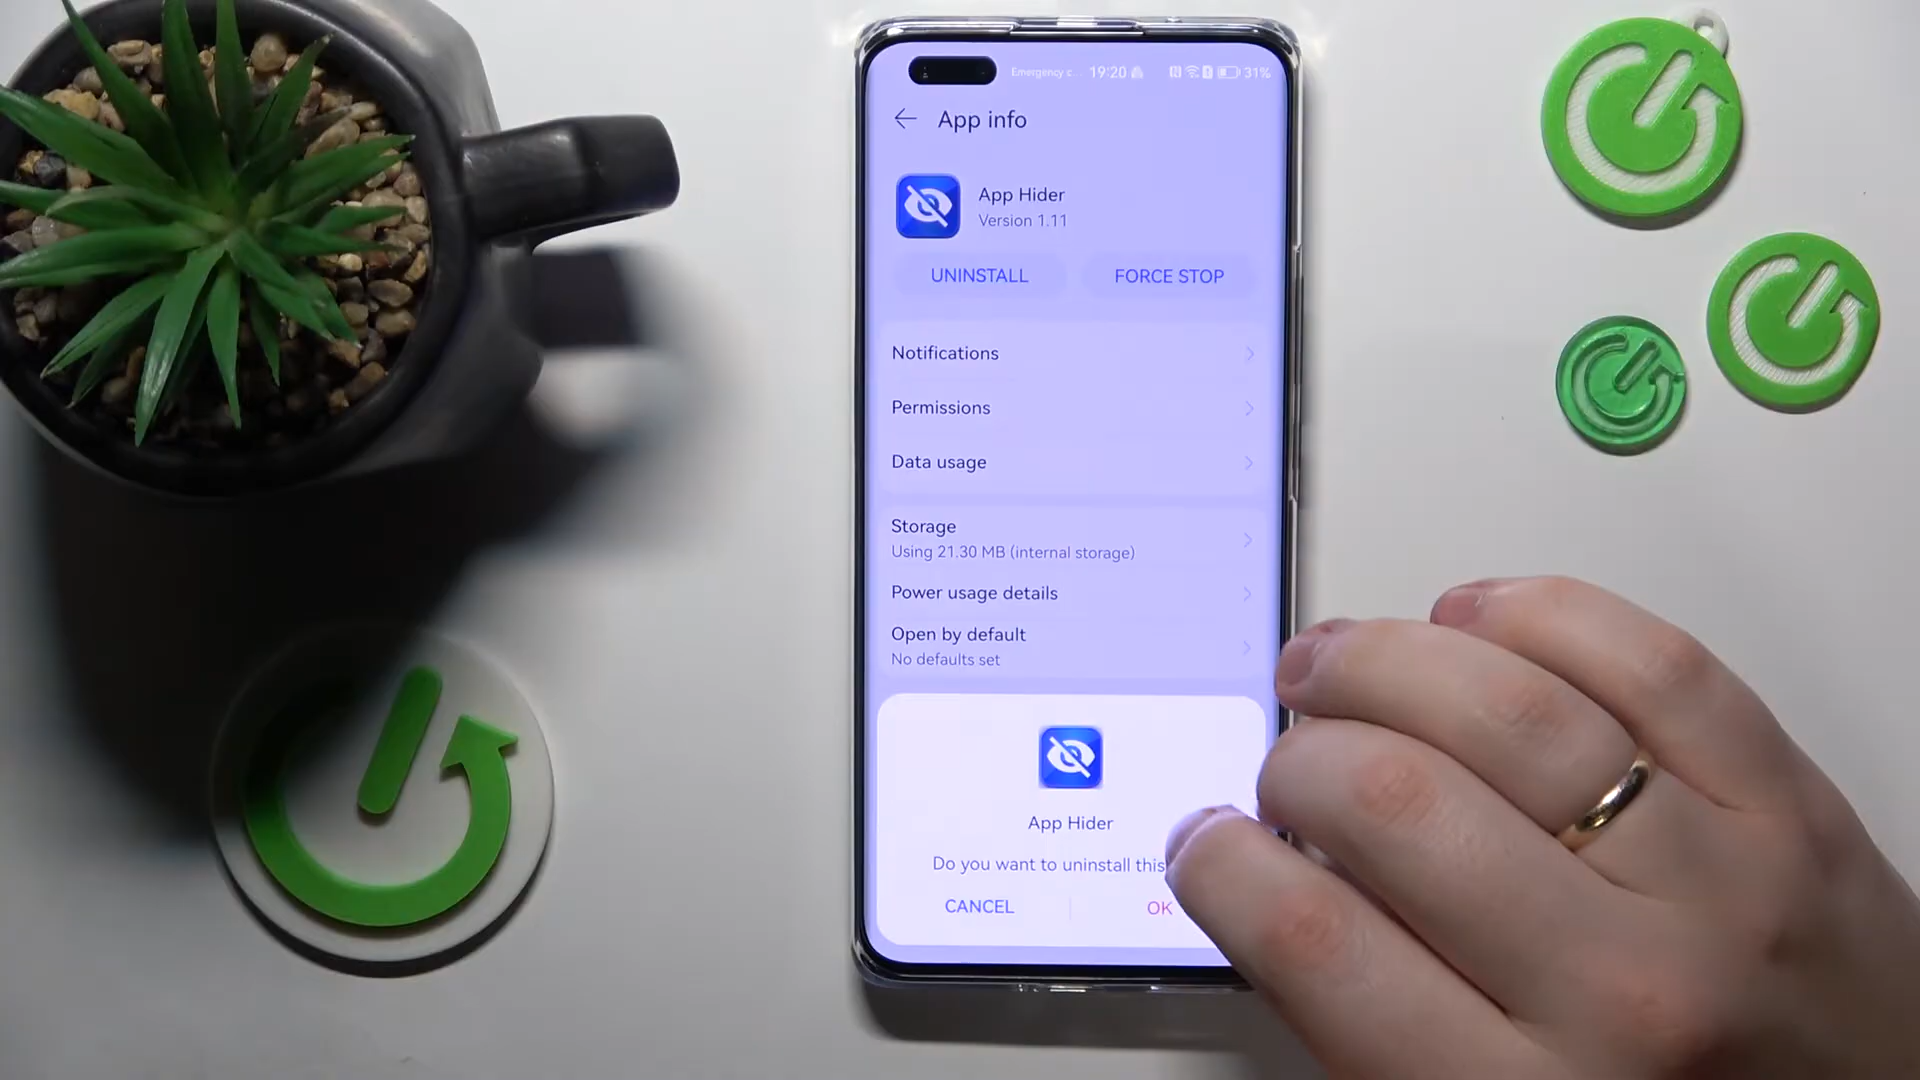 Emergency c... 19:20 31%
App info
App Hider
Version 1.11
UNINSTALL FORCE STOP
Notifications
Permissions
Data usage
Storage
Using 21.30 MB (internal storage)
Power usage details
Open by default
No defaults set
App Hider
Do you want to uninstall this
CANCEL OK